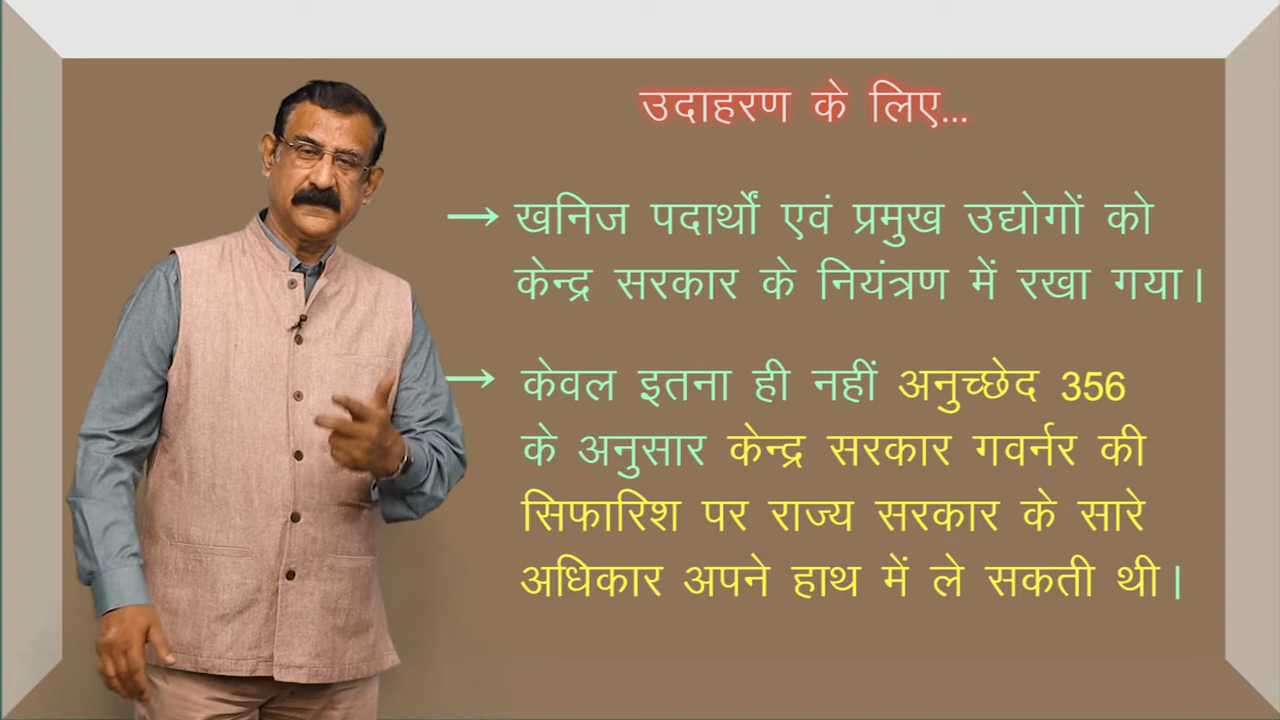 उदाहरण के लिए...
→ खनिज पदार्थों एवं प्रमुख उद्योगों को
केन्द्र सरकार के नियंत्रण में रखा गया।
→ केवल इतना ही नहीं अनुच्छेद 356
के अनुसार केन्द्र सरकार गवर्नर की
सिफारिश पर राज्य सरकार के सारे
अधिकार अपने हाथ में ले सकती थी।